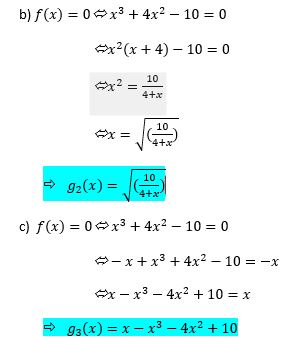 b) f(x) = 0⇔x³ + 4x² − 10 = 0
⇔x²(x + 4) − 10 = 0
⇔x² = 10/(4+x)
⇔x = √(10/(4+x))
⇨ g₂(x) = √(10/(4+x))
c) f(x) = 0⇔x³ + 4x² − 10 = 0
⇔− x + x³ + 4x² − 10 = −x
⇔x − x³ − 4x² + 10 = x
⇨ g₃(x) = x − x³ − 4x² + 10